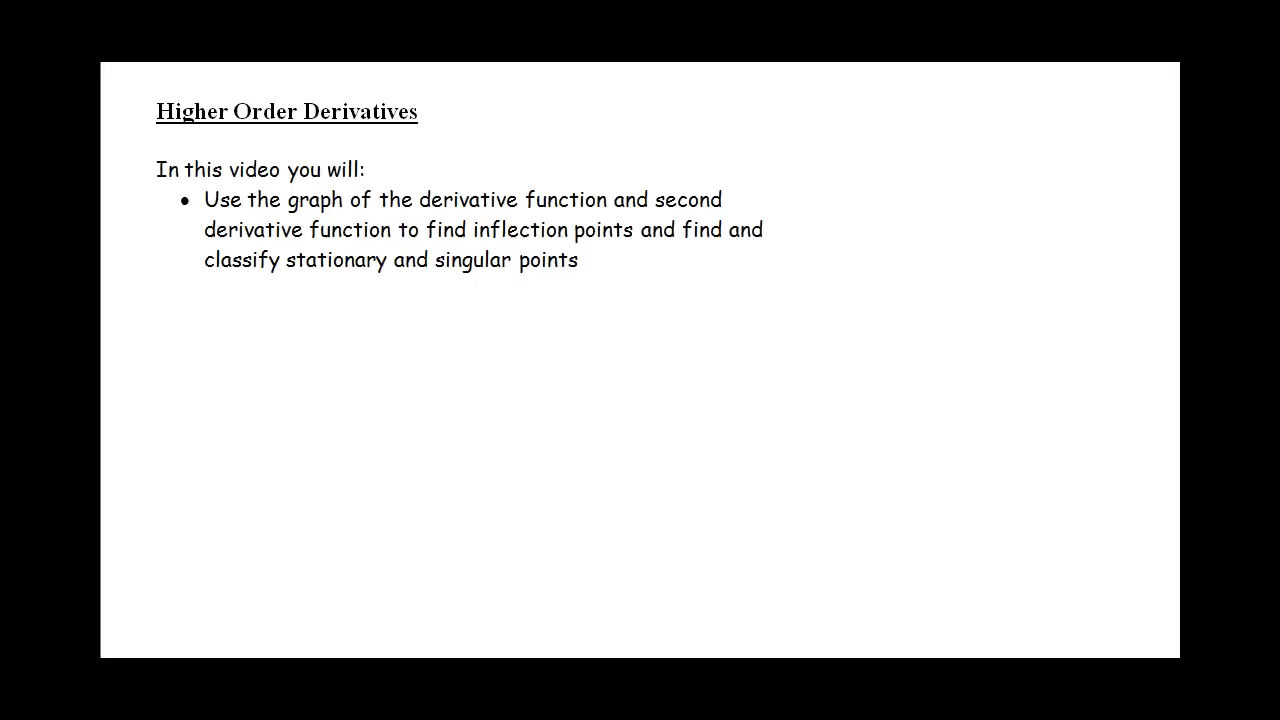 Higher Order Derivatives
In this video you will:
• Use the graph of the derivative function and second
derivative function to find inflection points and find and
classify stationary and singular points